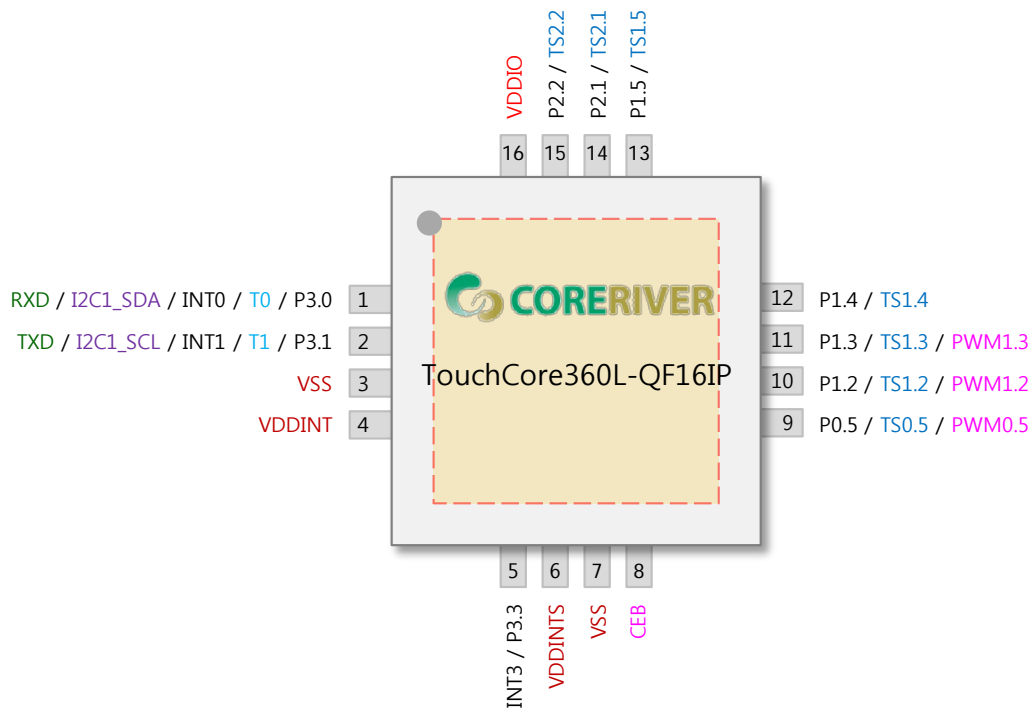 VDDIO
P2.2 / TS2.2
P2.1 / TS2.1
P1.5 / TS1.5
16 15 14 13
RXD / I2C1_SDA / INT0 / T0 / P3.0 1
TXD / I2C1_SCL / INT1 / T1 / P3.1 2
VSS 3
VDDINT 4
CORERIVER
TouchCore360L-QF16IP
12 P1.4 / TS1.4
11 P1.3 / TS1.3 / PWM1.3
10 P1.2 / TS1.2 / PWM1.2
9 P0.5 / TS0.5 / PWM0.5
5 6 7 8
INT3 / P3.3
VDDINTS
VSS
CEB